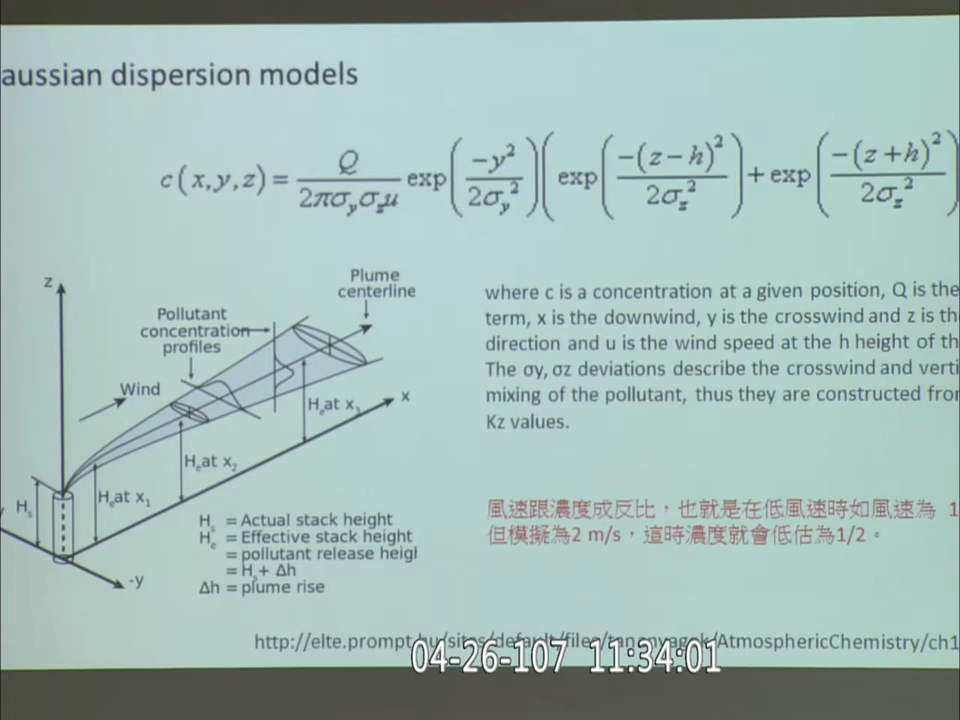 aussian dispersion models
c(x,y,z) = Q / 2πσ_yσ_zu exp(-y² / 2σ_y²)(exp(-(z-h)² / 2σ_z²) + exp(-(z+h)² / 2σ_z²)
z
Plume
centerline
Pollutant
concentration
profiles
Wind
x
H_e at x_3
H_e at x_2
H_e at x_1
H_s
-y
H_s = Actual stack height
H_e = Effective stack height
= pollutant release heigl
= H_s + Δh
Δh = plume rise
where c is a concentration at a given position, Q is the
term, x is the downwind, y is the crosswind and z is th
direction and u is the wind speed at the h height of th
The σy, σz deviations describe the crosswind and verti
mixing of the pollutant, thus they are constructed fror
Kz values.
風速跟濃度成反比，也就是在低風速時如風速為 1
但模擬為2 m/s，這時濃度就會低估為1/2。
http://elte.prompt.hu/sites/default/files/tananyagok/AtmosphericChemistry/ch1
04-26-107 11:34:01